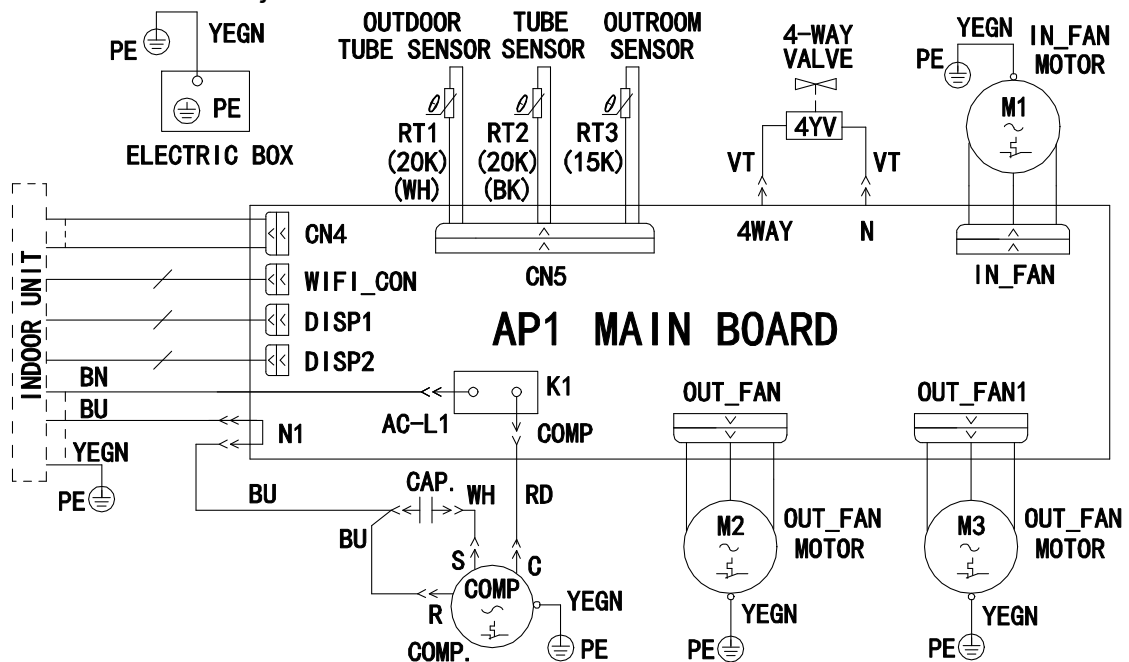 OUTDOOR
TUBE SENSOR
TUBE
SENSOR
OUTROOM
SENSOR
4-WAY
VALVE
YEGN
IN_FAN
MOTOR
PE
YEGN
PE
PE
ELECTRIC BOX
RT1
(20K)
(WH)
RT2
(20K)
(BK)
RT3
(15K)
4YV
M1
VT
VT
4WAY
N
INDOOR UNIT
CN4
WIFI_CON
DISP1
DISP2
CN5
IN_FAN
AP1 MAIN BOARD
BN
BU
YEGN
PE
AC-L1
K1
COMP
N1
OUT_FAN
OUT_FAN1
BU
CAP.
WH
RD
BU
S
C
R
COMP
COMP.
YEGN
PE
M2
OUT_FAN
MOTOR
YEGN
PE
M3
OUT_FAN
MOTOR
YEGN
PE